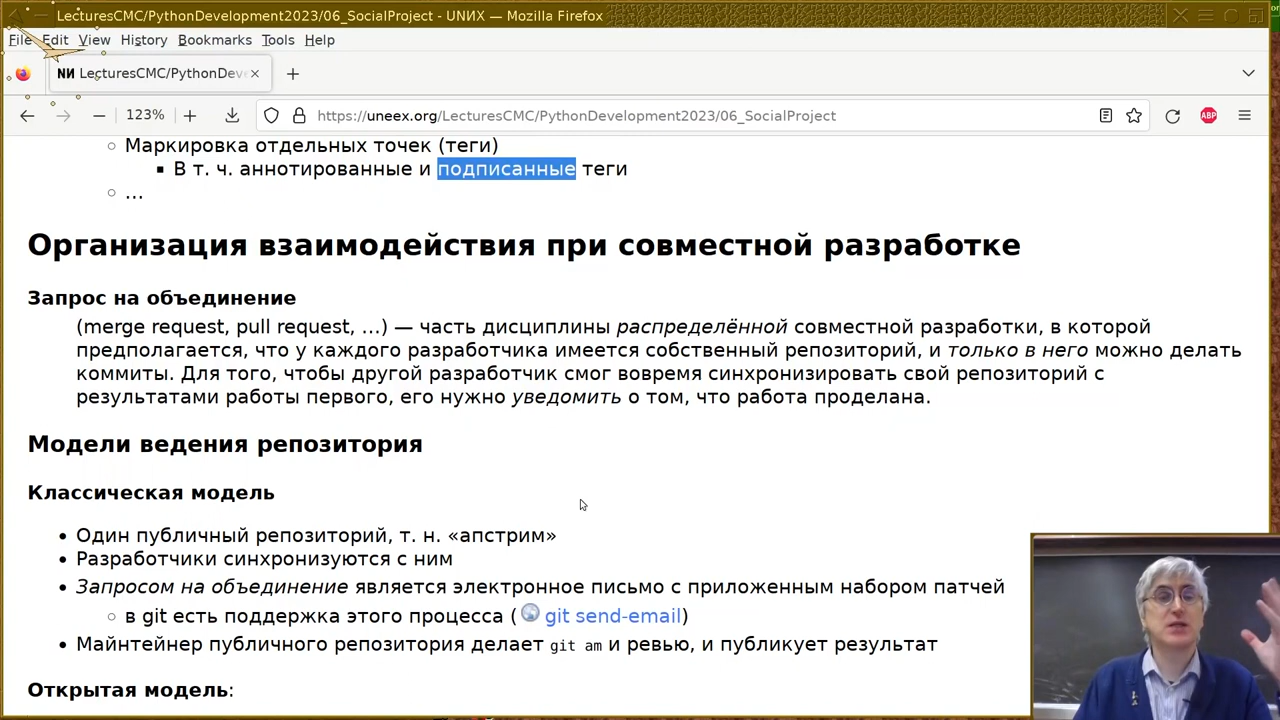 LecturesCMC/PythonDevelopment2023/06_SocialProject - UNИX — Mozilla Firefox
File Edit View History Bookmarks Tools Help
NИ LecturesCMC/PythonDeve
123% https://uneex.org/LecturesCMC/PythonDevelopment2023/06_SocialProject ABP
Маркировка отдельных точек (теги)
В т. ч. аннотированные и подписанные теги
...
Организация взаимодействия при совместной разработке
Запрос на объединение
(merge request, pull request, …) — часть дисциплины распределённой совместной разработки, в которой
предполагается, что у каждого разработчика имеется собственный репозиторий, и только в него можно делать
коммиты. Для того, чтобы другой разработчик смог вовремя синхронизировать свой репозиторий с
результатами работы первого, его нужно уведомить о том, что работа проделана.
Модели ведения репозитория
Классическая модель
Один публичный репозиторий, т. н. «апстрим»
Разработчики синхронизуются с ним
Запросом на объединение является электронное письмо с приложенным набором патчей
в git есть поддержка этого процесса ( git send-email)
Майнтейнер публичного репозитория делает git am и ревью, и публикует результат
Открытая модель: